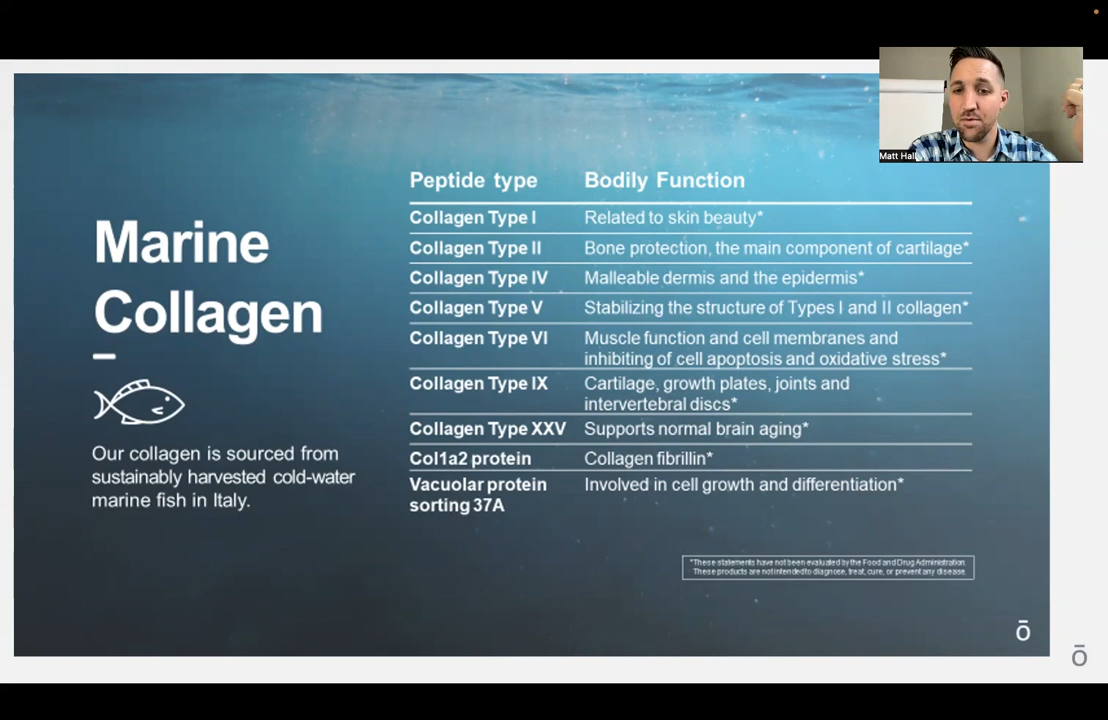 Matt Hal
Marine
Collagen
Our collagen is sourced from
sustainably harvested cold-water
marine fish in Italy.
Peptide type Bodily Function
Collagen Type I Related to skin beauty*
Collagen Type II Bone protection, the main component of cartilage*
Collagen Type IV Malleable dermis and the epidermis*
Collagen Type V Stabilizing the structure of Types I and II collagen*
Collagen Type VI Muscle function and cell membranes and
inhibiting of cell apoptosis and oxidative stress*
Collagen Type IX Cartilage, growth plates, joints and
intervertebral discs*
Collagen Type XXV Supports normal brain aging*
Col1a2 protein Collagen fibrillin*
Vacuolar protein Involved in cell growth and differentiation*
sorting 37A
*These statements have not been evaluated by the Food and Drug Administration.
These products are not intended to diagnose, treat, cure, or prevent any disease.
ō
ō